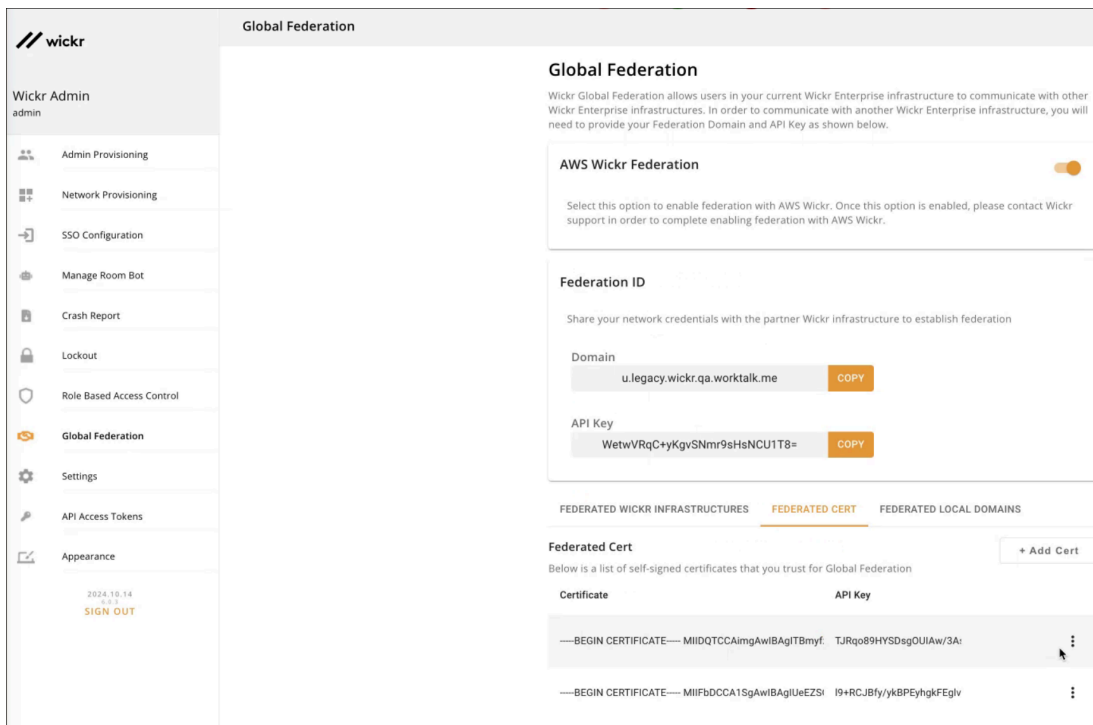 wickr
Global Federation
Wickr Admin
admin
Admin Provisioning
Network Provisioning
SSO Configuration
Manage Room Bot
Crash Report
Lockout
Role Based Access Control
Global Federation
Settings
API Access Tokens
Appearance
2024.10.14
SIGN OUT
Global Federation
Wickr Global Federation allows users in your current Wickr Enterprise infrastructure to communicate with other
Wickr Enterprise infrastructures. In order to communicate with another Wickr Enterprise infrastructure, you will
need to provide your Federation Domain and API Key as shown below.
AWS Wickr Federation
Select this option to enable federation with AWS Wickr. Once this option is enabled, please contact Wickr
support in order to complete enabling federation with AWS Wickr.
Federation ID
Share your network credentials with the partner Wickr infrastructure to establish federation
Domain
u.legacy.wickr.qa.worktalk.me COPY
API Key
WetwVRqC+yKgvSNmr9sHsNCU1T8= COPY
FEDERATED WICKR INFRASTRUCTURES FEDERATED CERT FEDERATED LOCAL DOMAINS
Federated Cert + Add Cert
Below is a list of self-signed certificates that you trust for Global Federation
Certificate API Key
-----BEGIN CERTIFICATE----- MIIDQTCCAimgAwIBAgITBmyf TJRqo89HYSDsgOUIAw/3A
-----BEGIN CERTIFICATE----- MIIFbDCCA1SgAwIBAgIUeEZS l9+RCJBfy/ykBPEyhgkFEglv